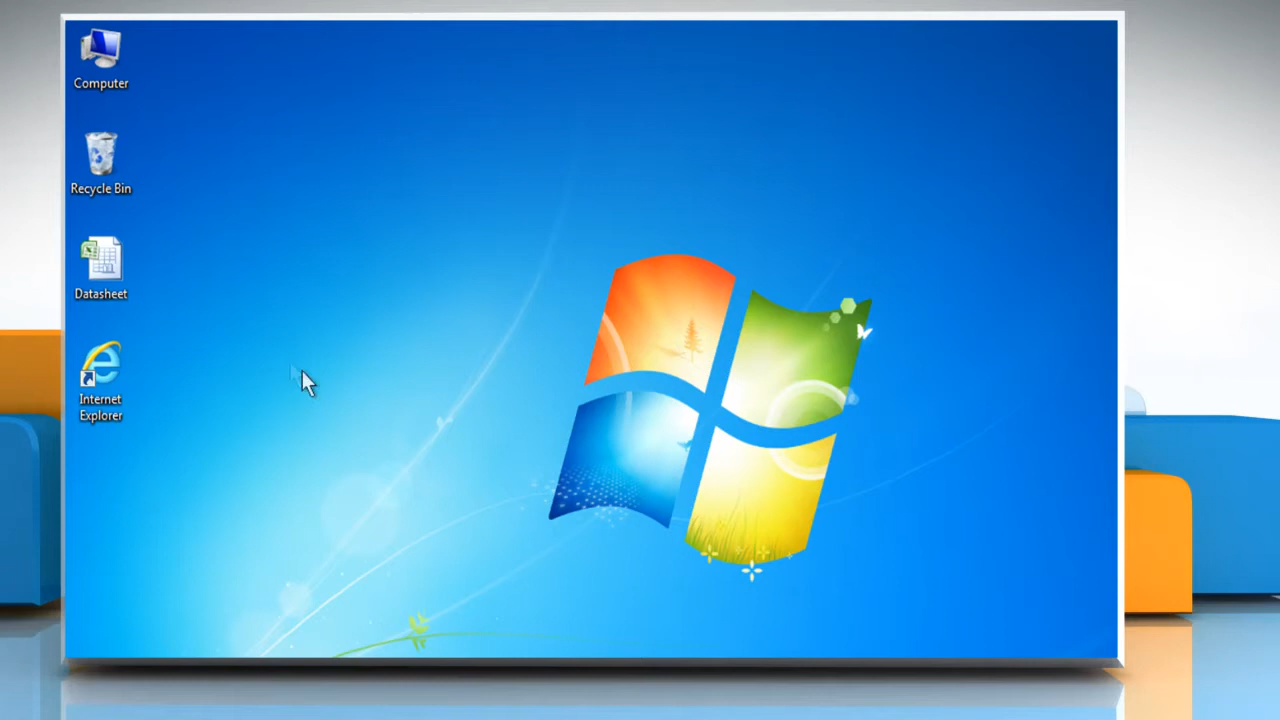 Computer
Recycle Bin
Datasheet
Internet
Explorer